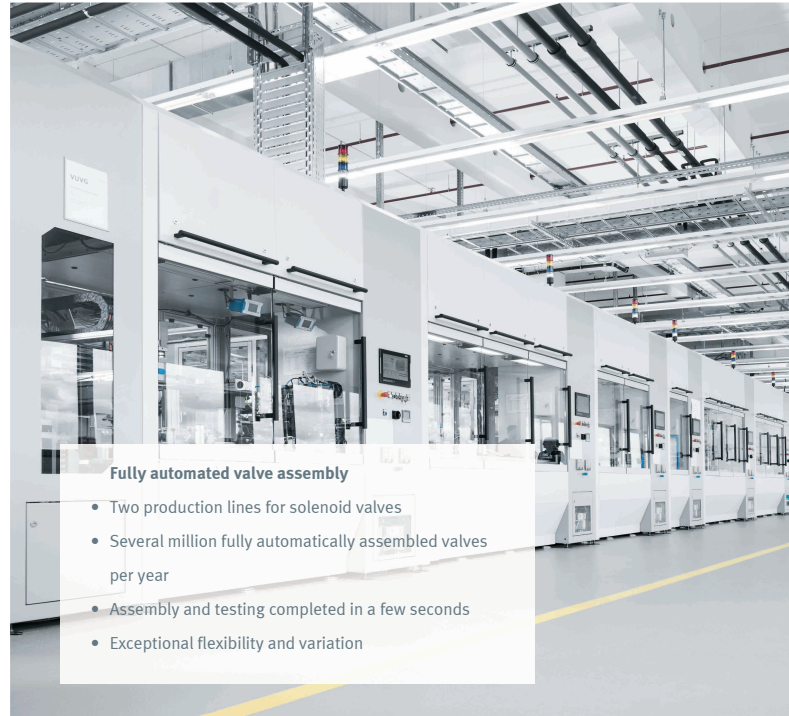 VUVG
Fully automated valve assembly
• Two production lines for solenoid valves
• Several million fully automatically assembled valves
per year
• Assembly and testing completed in a few seconds
• Exceptional flexibility and variation